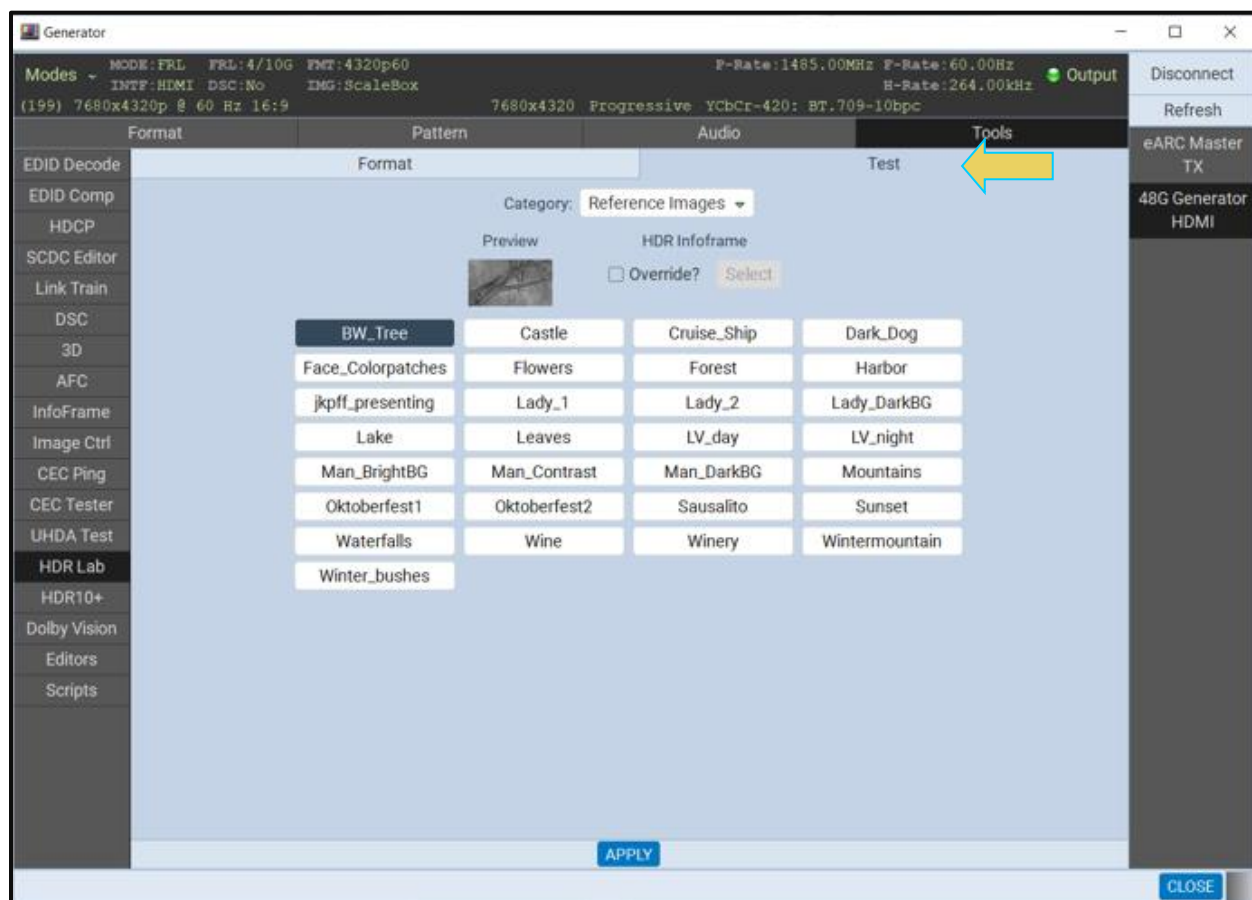 Generator
Modes
MODE:FRL FRL:4/10G FMT:4320p60 P-Rate:1485.00MHz F-Rate:60.00Hz
INTF:HDMI DSC:No IMG:ScaleBox H-Rate:264.00kHz
Output
(199) 7680x4320p @ 60 Hz 16:9 7680x4320 Progressive YCbCr-420: BT.709-10bpc
Disconnect
Refresh
Format Pattern Audio Tools
eARC Master
TX
48G Generator
HDMI
EDID Decode
EDID Comp
HDCP
SCDC Editor
Link Train
DSC
3D
AFC
InfoFrame
Image Ctrl
CEC Ping
CEC Tester
UHDA Test
HDR Lab
HDR10+
Dolby Vision
Editors
Scripts
Format Test
Category: Reference Images
Preview HDR Infoframe
Override? Select
BW_Tree Castle Cruise_Ship Dark_Dog
Face_Colorpatches Flowers Forest Harbor
jkpff_presenting Lady_1 Lady_2 Lady_DarkBG
Lake Leaves LV_day LV_night
Man_BrightBG Man_Contrast Man_DarkBG Mountains
Oktoberfest1 Oktoberfest2 Sausalito Sunset
Waterfalls Wine Winery Wintermountain
Winter_bushes
APPLY
CLOSE